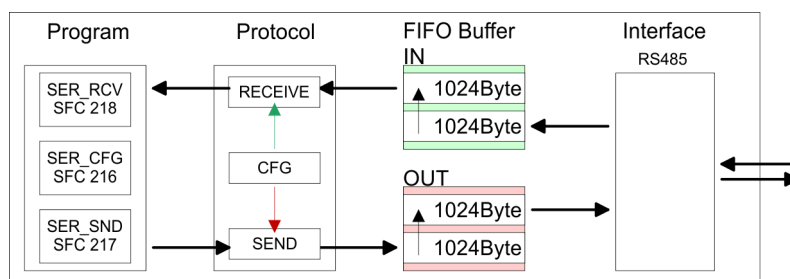 Program
Protocol
FIFO Buffer
IN
Interface
RS485
SER_RCV
SFC 218
RECEIVE
1024Byte
1024Byte
SER_CFG
SFC 216
CFG
OUT
SER_SND
SFC 217
SEND
1024Byte
1024Byte